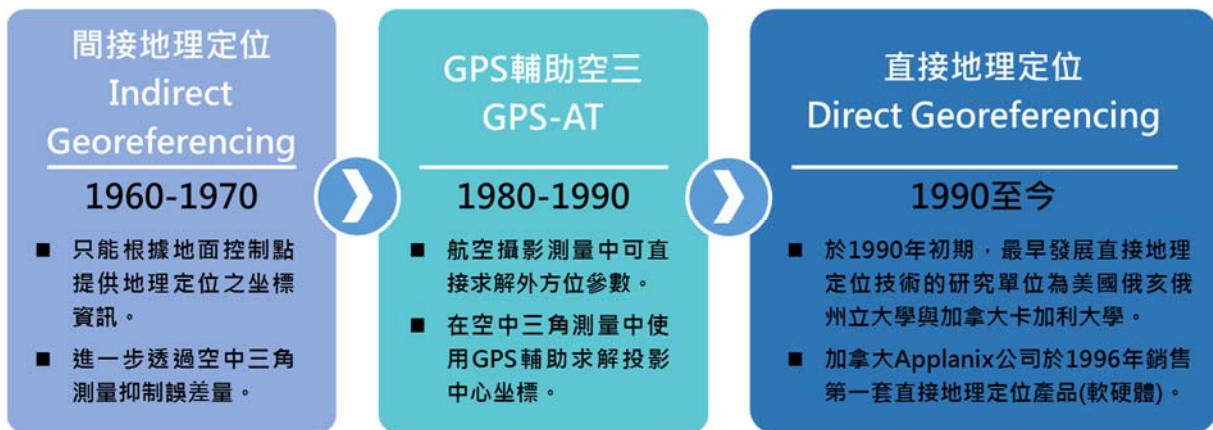 間接地理定位
Indirect
Georeferencing
1960-1970
■ 只能根據地面控制點
提供地理定位之坐標
資訊。
■ 進一步透過空中三角
測量抑制誤差量。
GPS輔助空三
GPS-AT
1980-1990
■ 航空攝影測量中可直
接求解外方位參數。
■ 在空中三角測量中使
用GPS輔助求解投影
中心坐標。
直接地理定位
Direct Georeferencing
1990至今
■ 於1990年初期，最早發展直接地理
定位技術的研究單位為美國俄亥俄
州立大學與加拿大卡加利大學。
■ 加拿大Applanix公司於1996年銷售
第一套直接地理定位產品(軟硬體)。